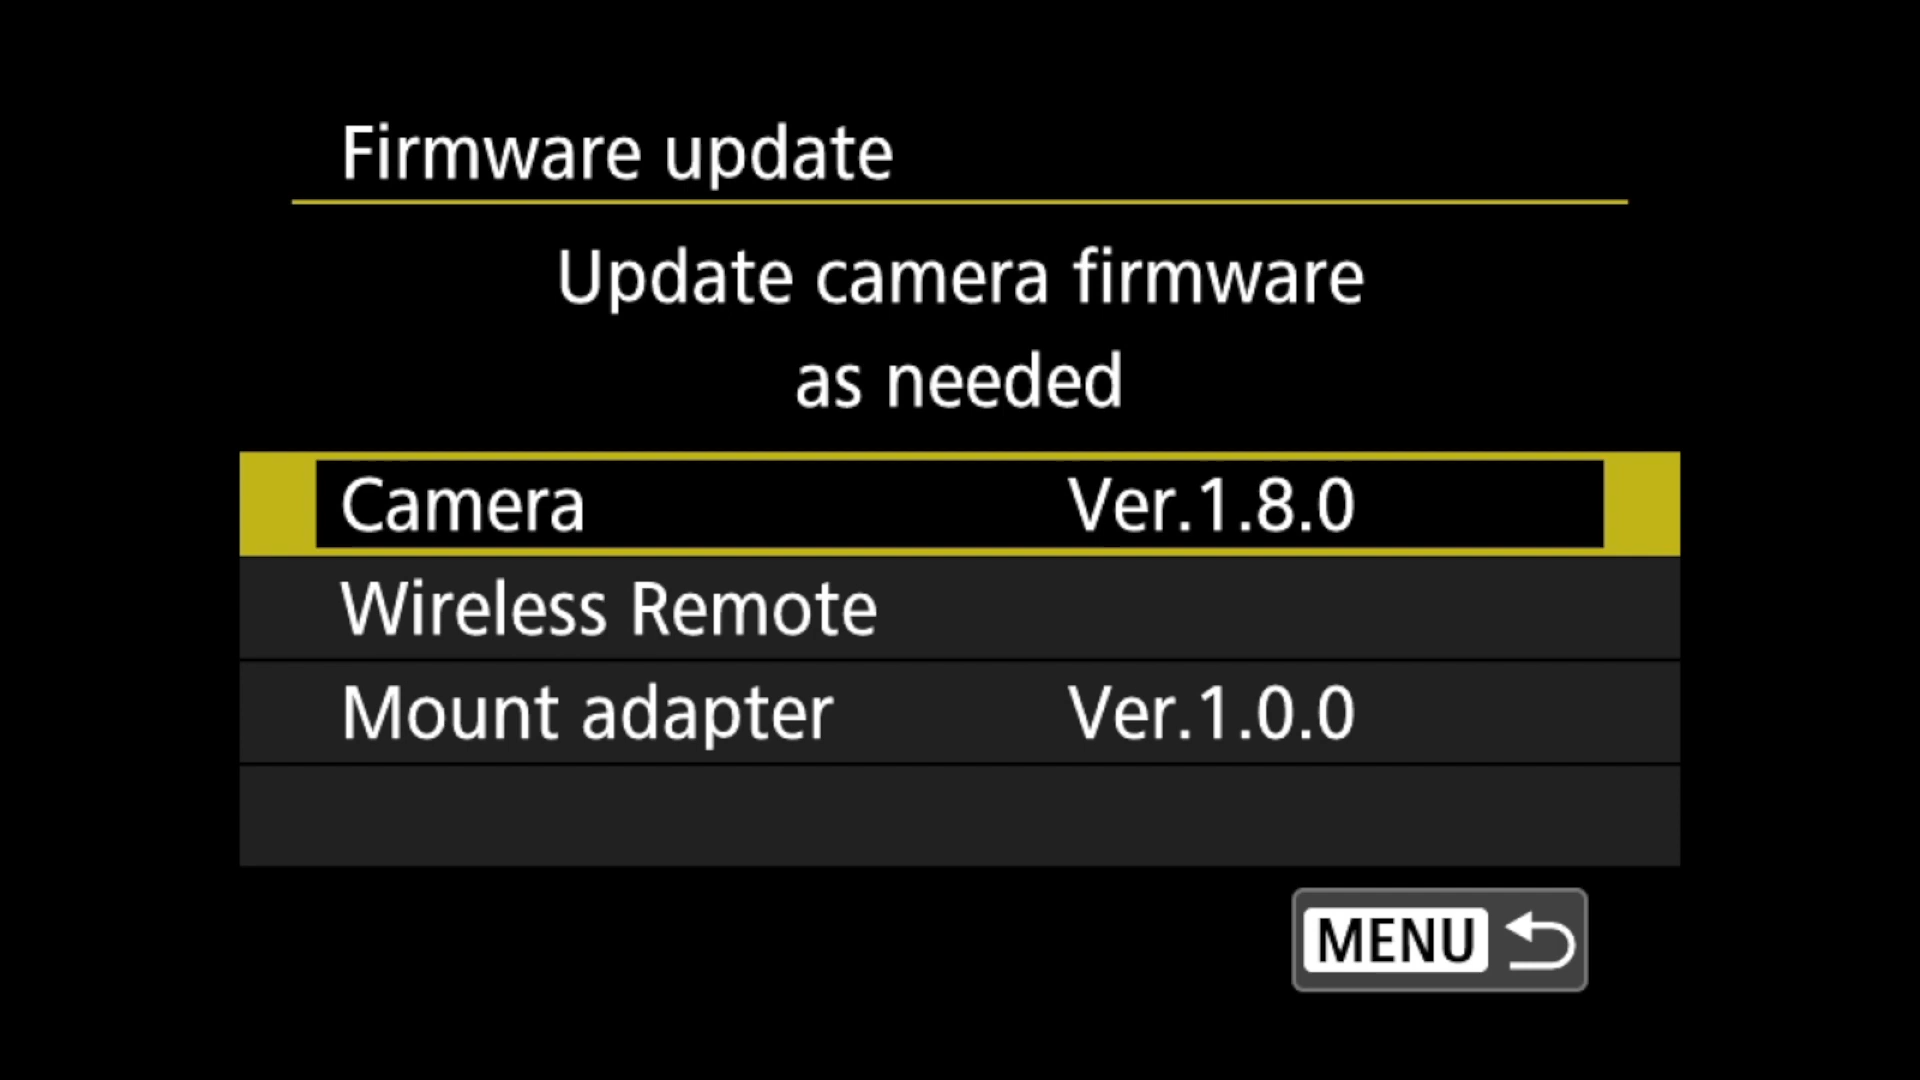 Firmware update
Update camera firmware
as needed
Camera Ver.1.8.0
Wireless Remote
Mount adapter Ver.1.0.0
MENU